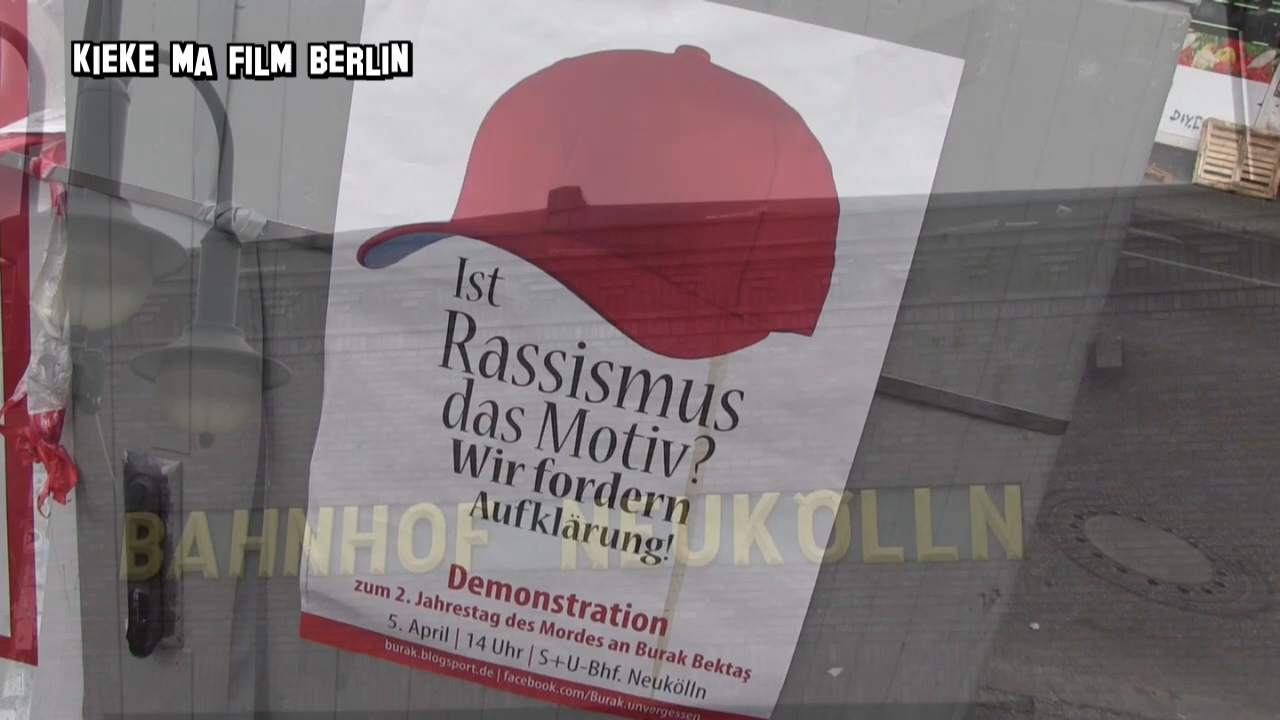 KIEKE MA FILM BERLIN
DIY,D
Ist
Rassismus
das Motiv?
Wir fordern
Aufklärung!
BAHNHOF NEUKÖLLN
Demonstration
zum 2. Jahrestag des Mordes an Burak Bektaş
5. April | 14 Uhr | S+U-Bhf. Neukölln
burak.blogsport.de | facebook.com/Burak.unvergessen